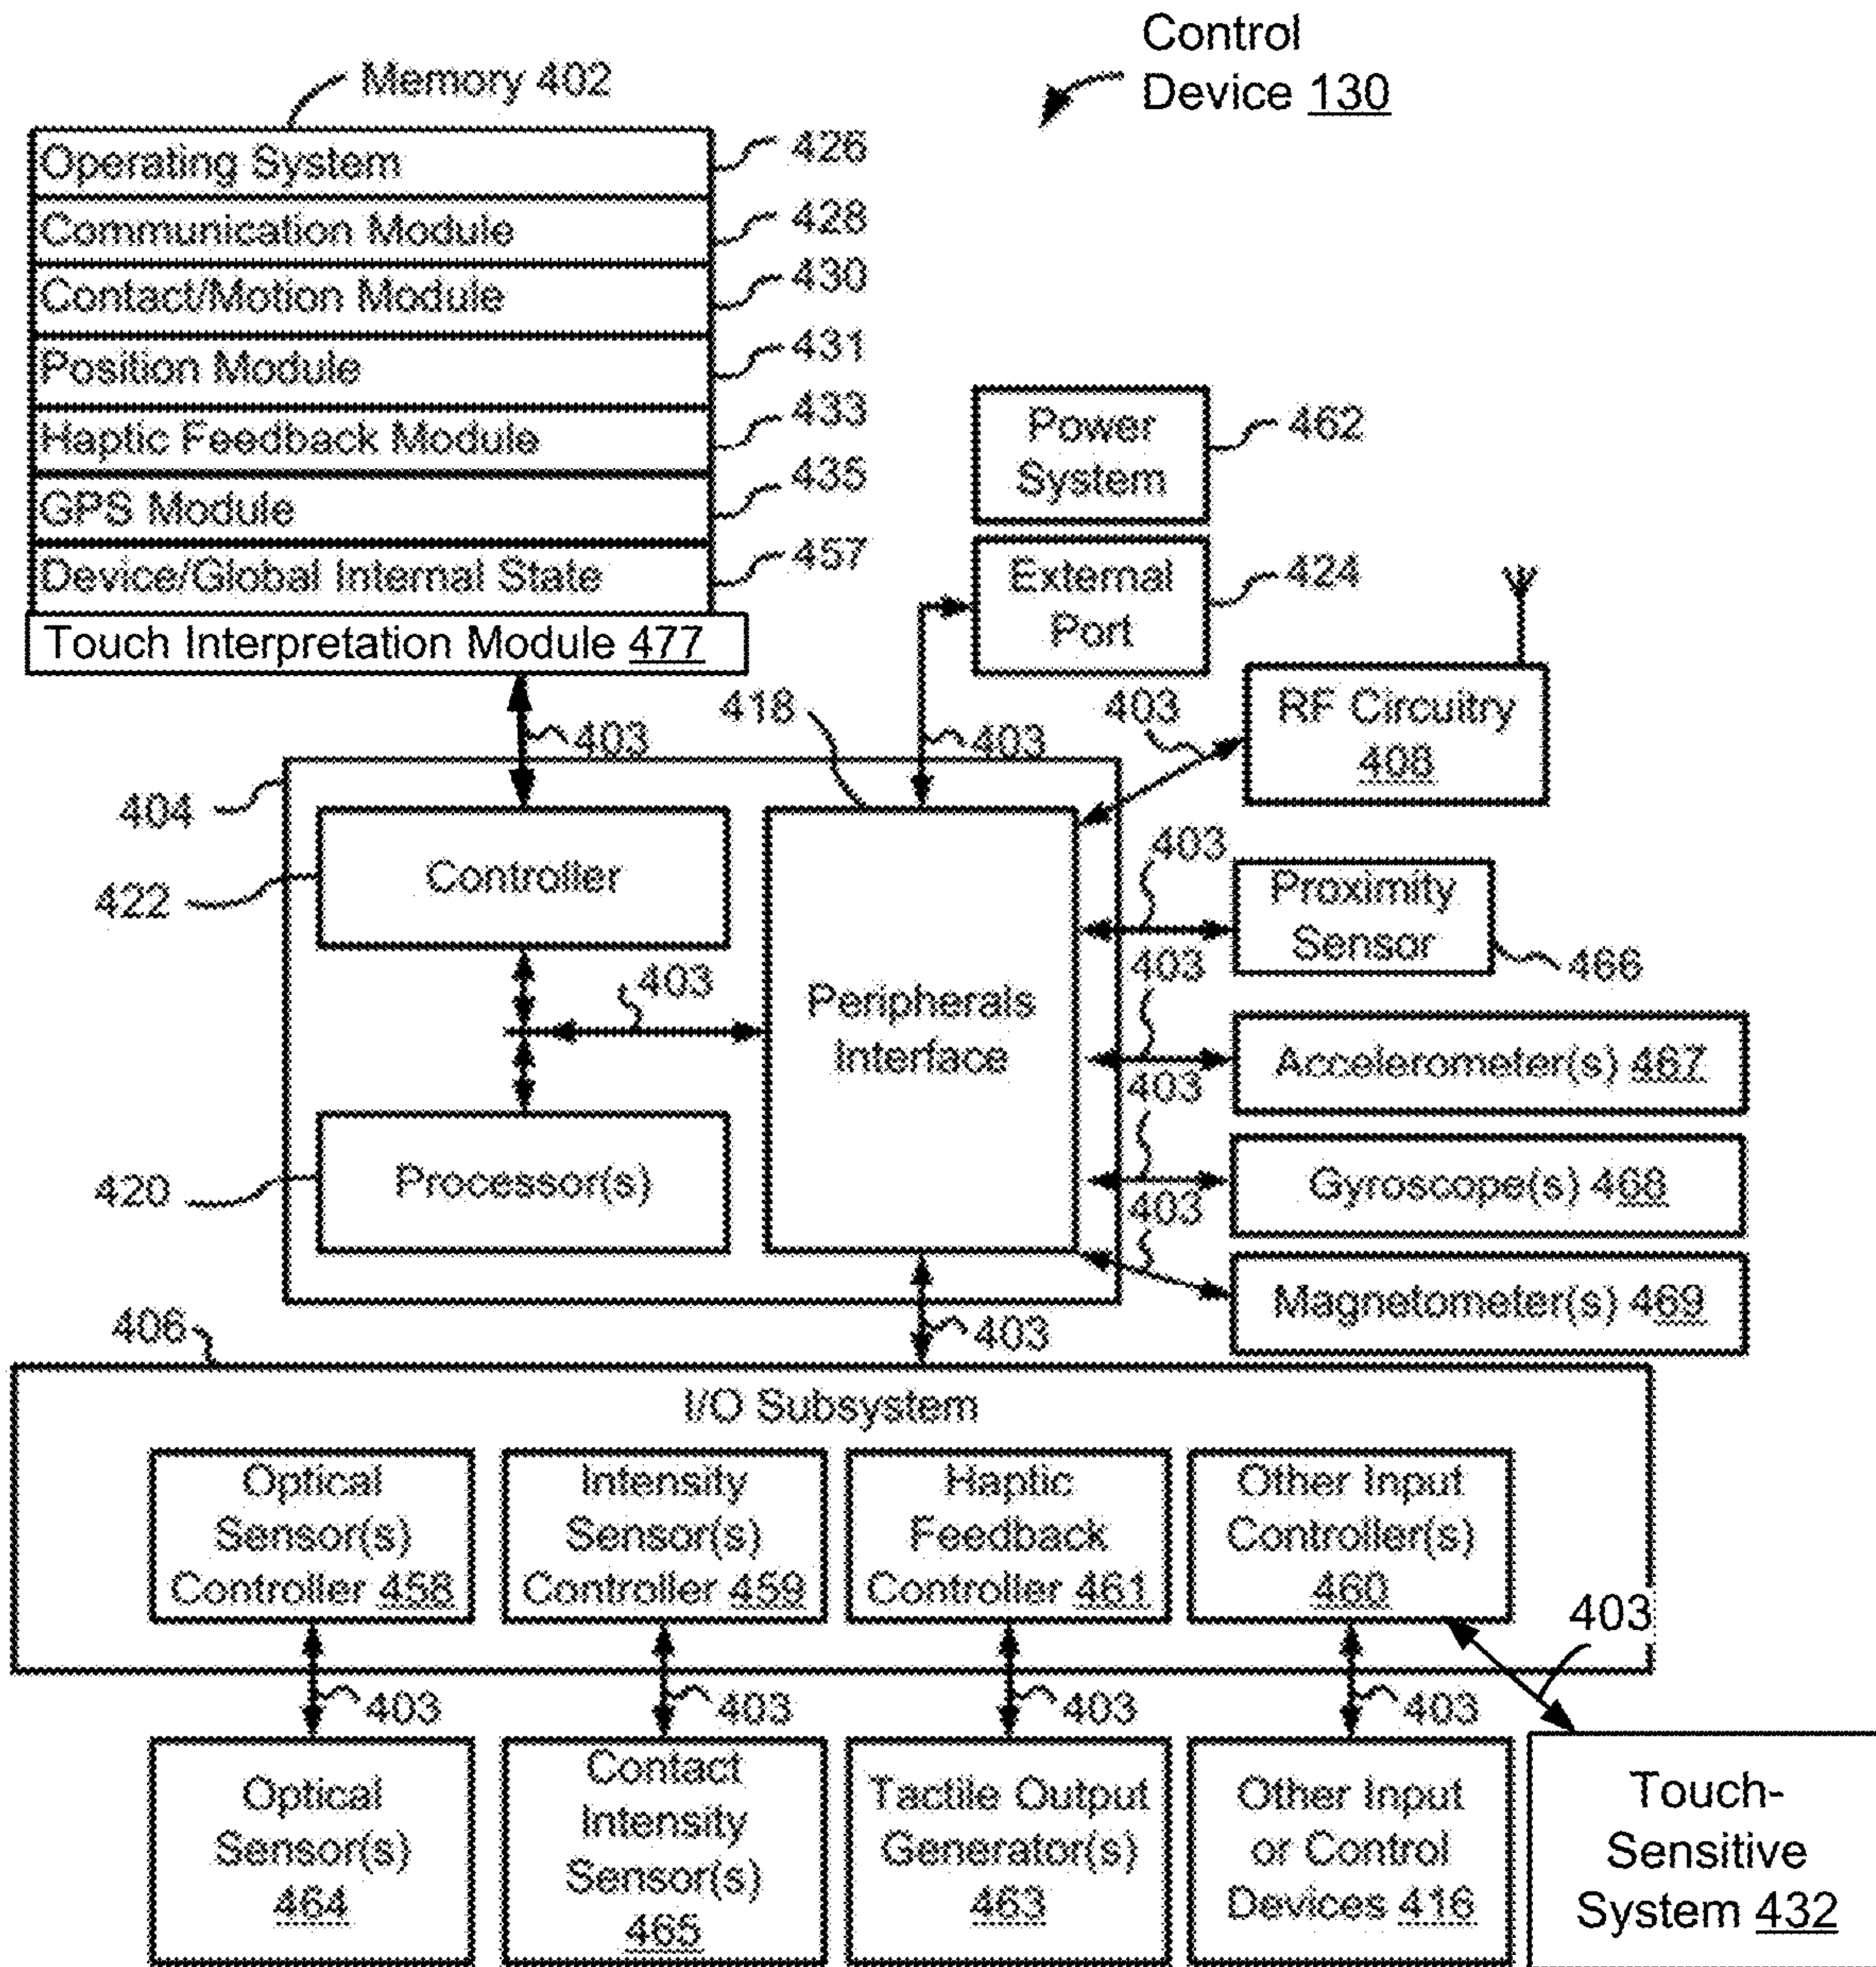 Control
Device 130
Memory 402
Operating System
426
Communication Module
428
Contact/Motion Module
430
Position Module
431
Haptic Feedback Module
433
GPS Module
435
Device/Global Internal State
457
Touch Interpretation Module 477
Power
System
462
External
Port
424
RF Circuitry
408
403
418
403
403
404
Controller
422
403
Proximity
Sensor
466
403
Peripherals
Interface
403
Accelerometer(s) 467
403
Processor(s)
420
Gyroscope(s) 468
403
Magnetometer(s) 469
403
406
I/O Subsystem
Optical
Sensor(s)
Controller 458
Intensity
Sensor(s)
Controller 459
Haptic
Feedback
Controller 461
Other Input
Controller(s)
460
403
403
403
403
403
Optical
Sensor(s)
464
Contact
Intensity
Sensor(s)
465
Tactile Output
Generator(s)
463
Other Input
or Control
Devices 416
Touch-
Sensitive
System 432